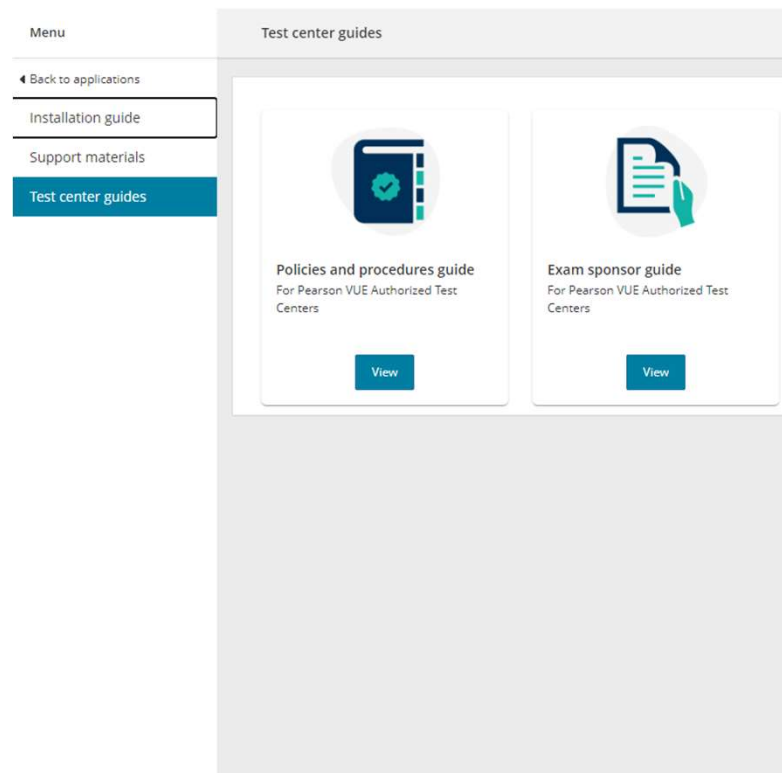 Menu
Test center guides
Back to applications
Installation guide
Support materials
Test center guides
Policies and procedures guide
For Pearson VUE Authorized Test
Centers
View
Exam sponsor guide
For Pearson VUE Authorized Test
Centers
View